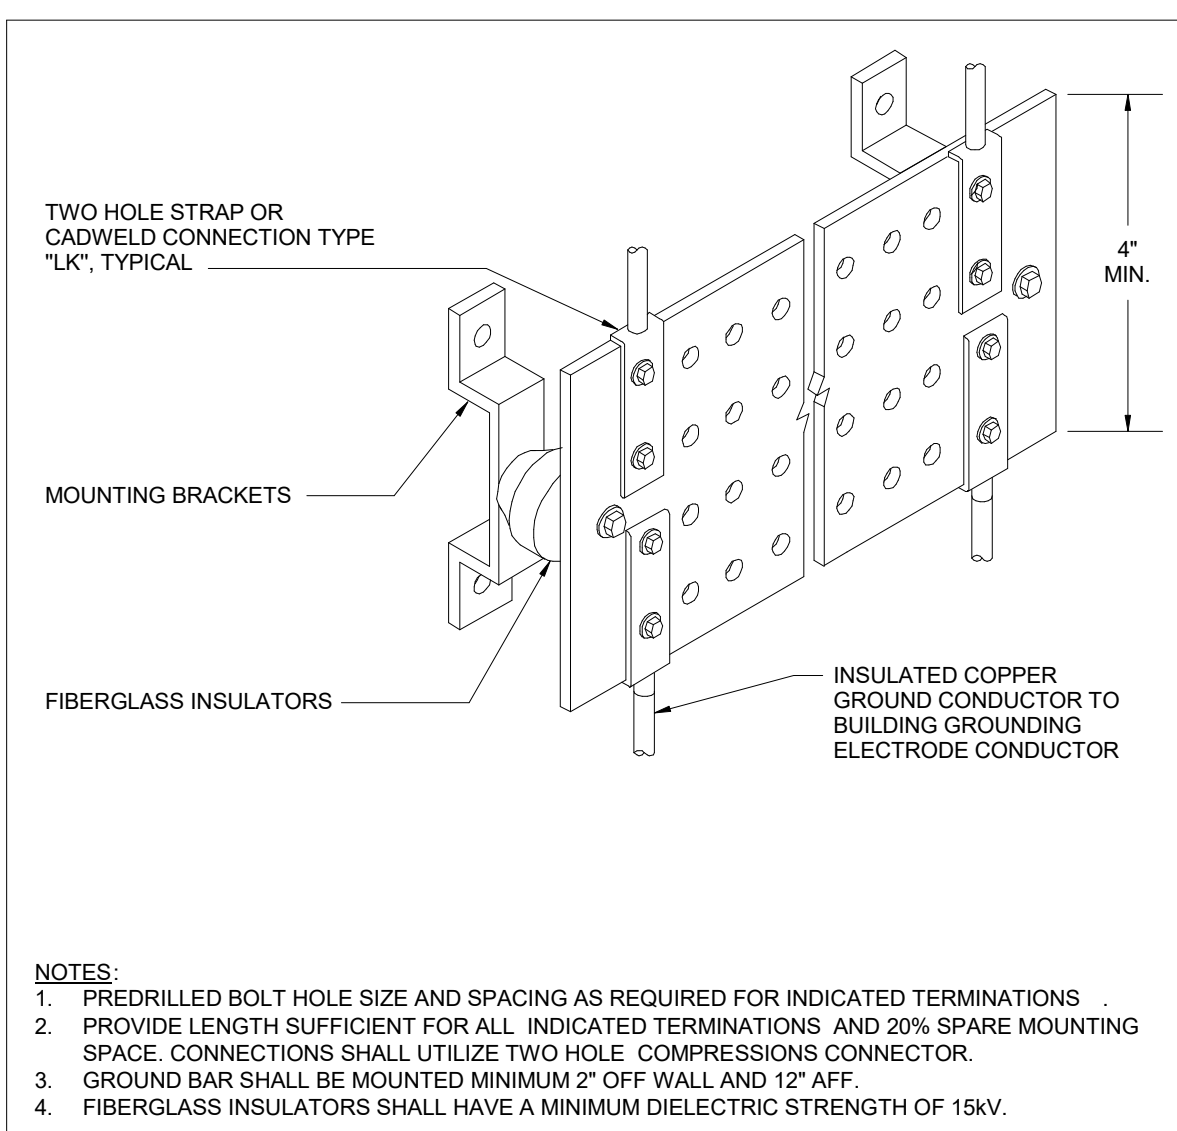 TWO HOLE STRAP OR
CADWELD CONNECTION TYPE
"LK", TYPICAL
4"
MIN.
MOUNTING BRACKETS
FIBERGLASS INSULATORS
INSULATED COPPER
GROUND CONDUCTOR TO
BUILDING GROUNDING
ELECTRODE CONDUCTOR
NOTES:
1. PREDRILLED BOLT HOLE SIZE AND SPACING AS REQUIRED FOR INDICATED TERMINATIONS .
2. PROVIDE LENGTH SUFFICIENT FOR ALL INDICATED TERMINATIONS AND 20% SPARE MOUNTING
SPACE. CONNECTIONS SHALL UTILIZE TWO HOLE COMPRESSIONS CONNECTOR.
3. GROUND BAR SHALL BE MOUNTED MINIMUM 2" OFF WALL AND 12" AFF.
4. FIBERGLASS INSULATORS SHALL HAVE A MINIMUM DIELECTRIC STRENGTH OF 15kV.